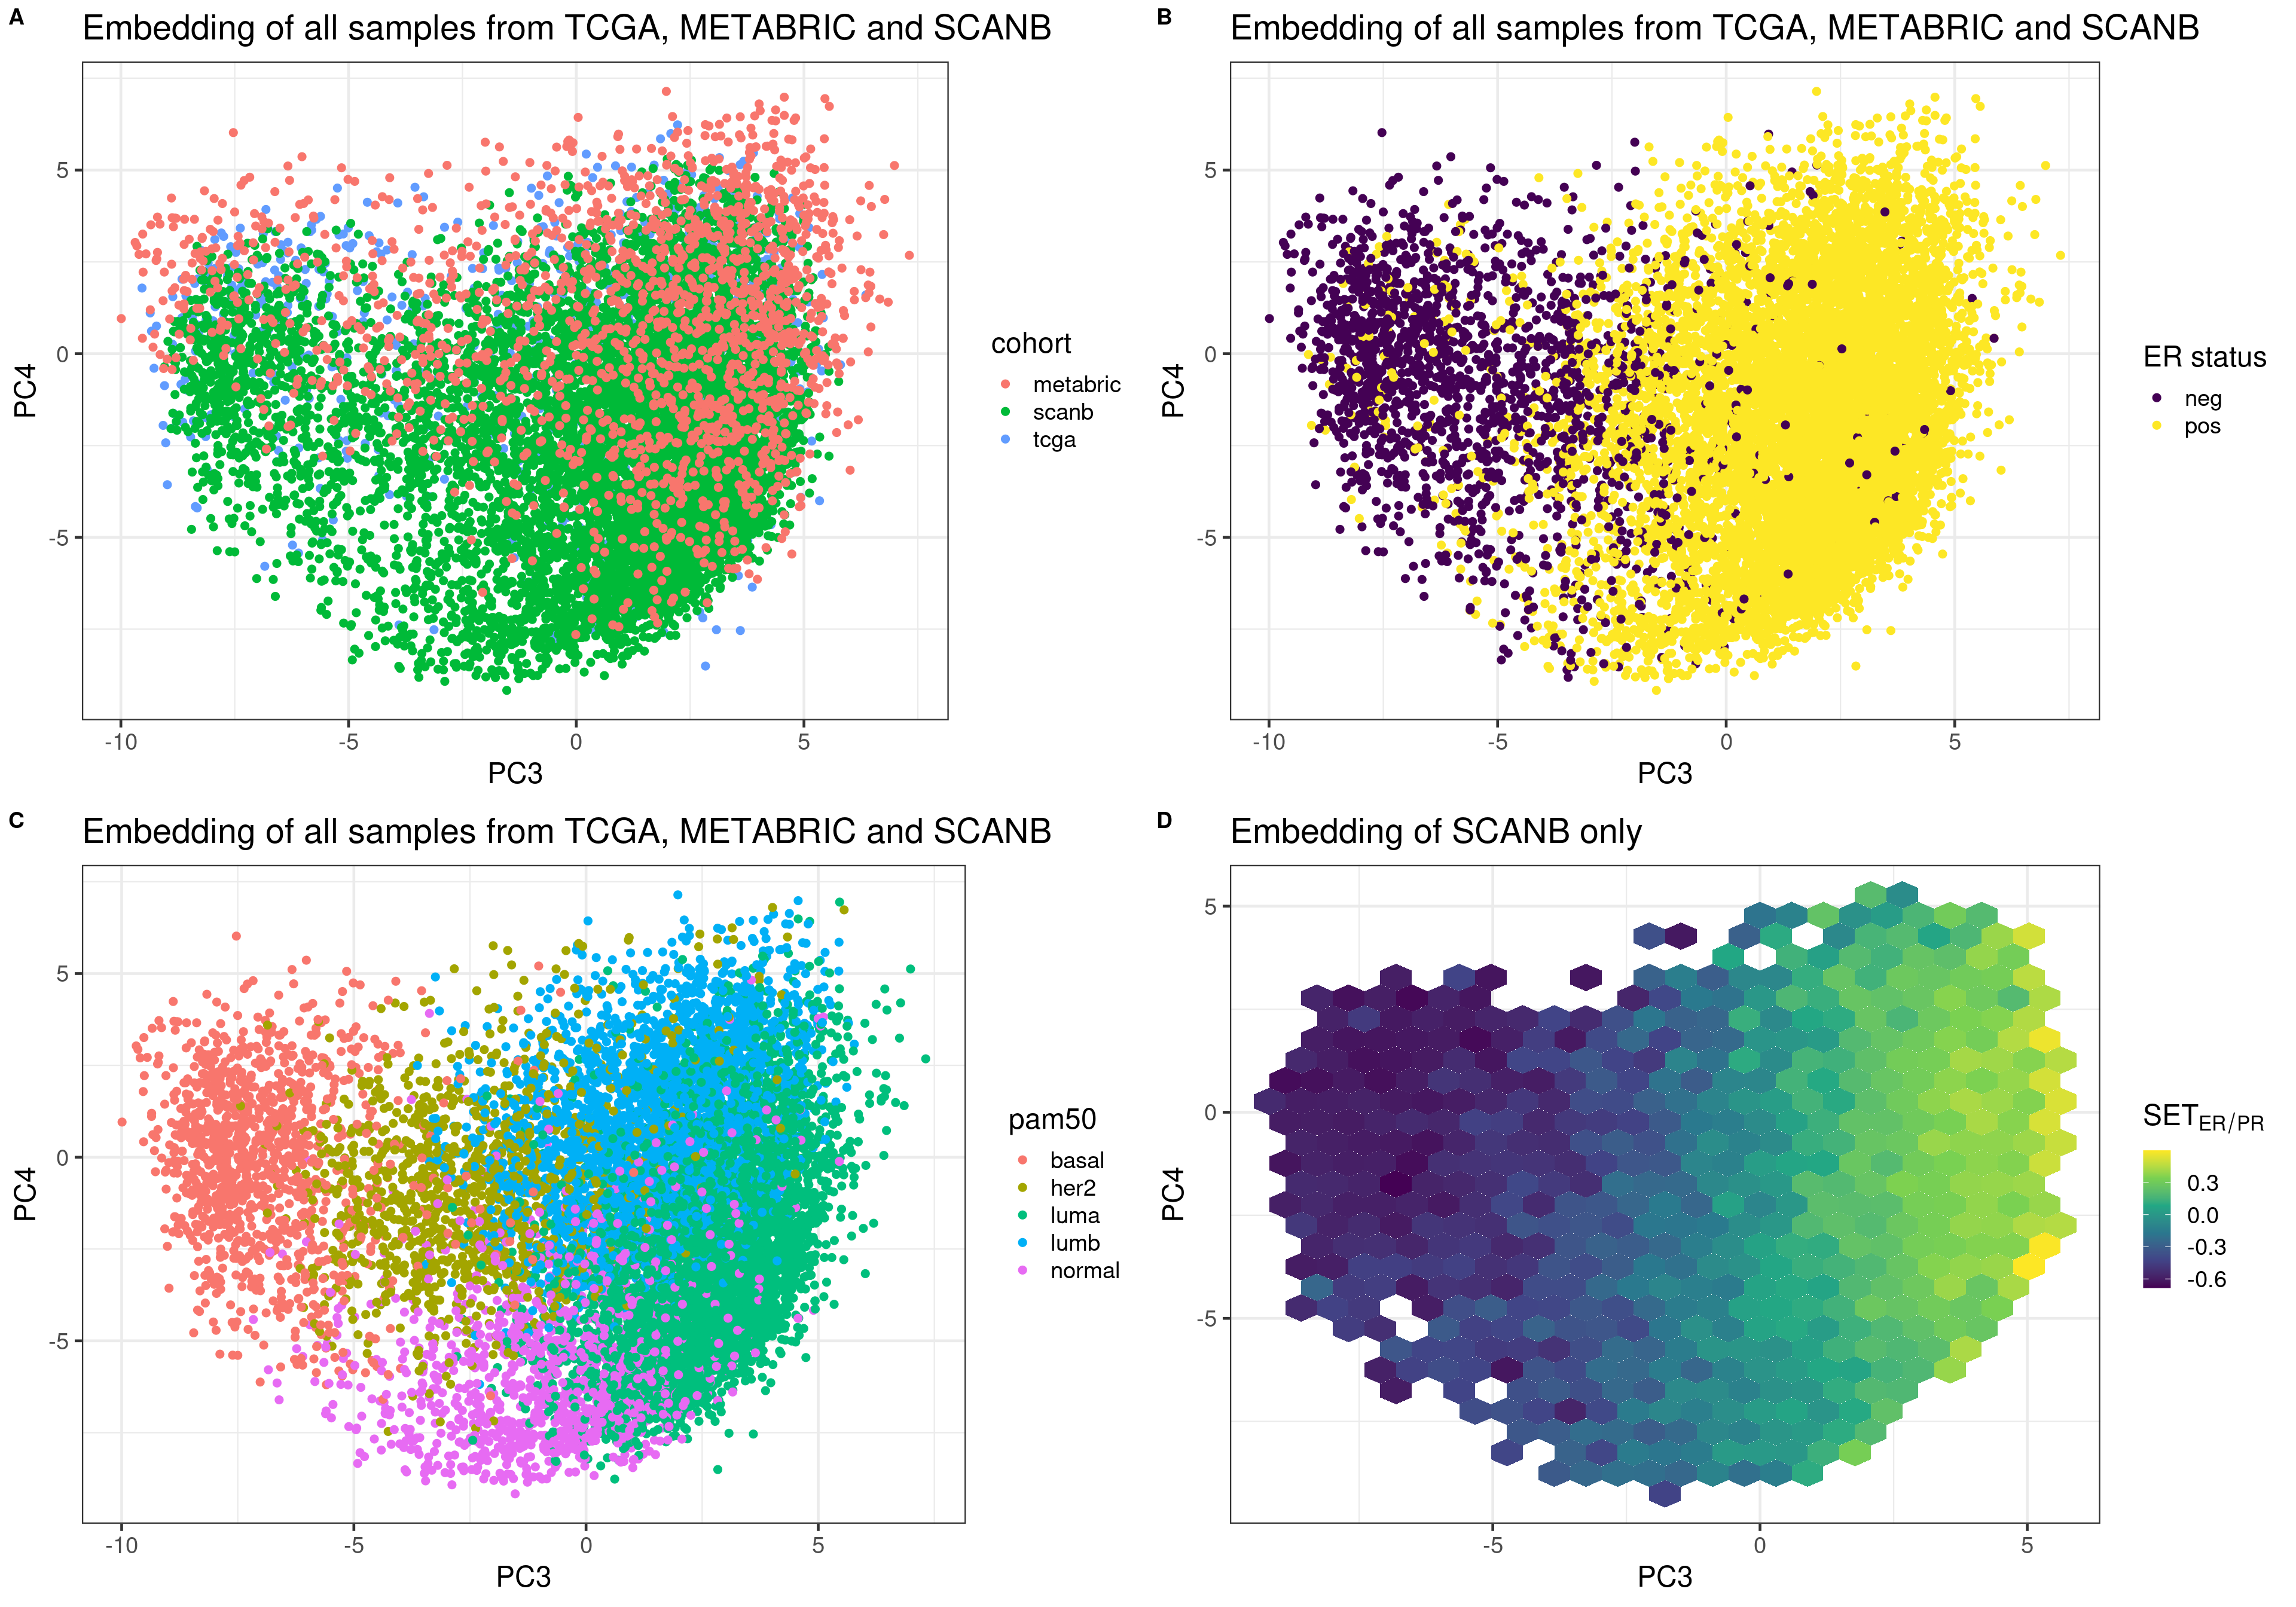 A
Embedding of all samples from TCGA, METABRIC and SCANB
5
0
-5
PC4
-10 -5 0 5
PC3
cohort
metabric
scanb
tcga
B
Embedding of all samples from TCGA, METABRIC and SCANB
5
0
-5
PC4
-10 -5 0 5
PC3
ER status
neg
pos
C
Embedding of all samples from TCGA, METABRIC and SCANB
5
0
-5
PC4
-10 -5 0 5
PC3
pam50
basal
her2
luma
lumb
normal
D
Embedding of SCANB only
5
0
-5
PC4
-5 0 5
PC3
SETER/PR
0.3
0.0
-0.3
-0.6